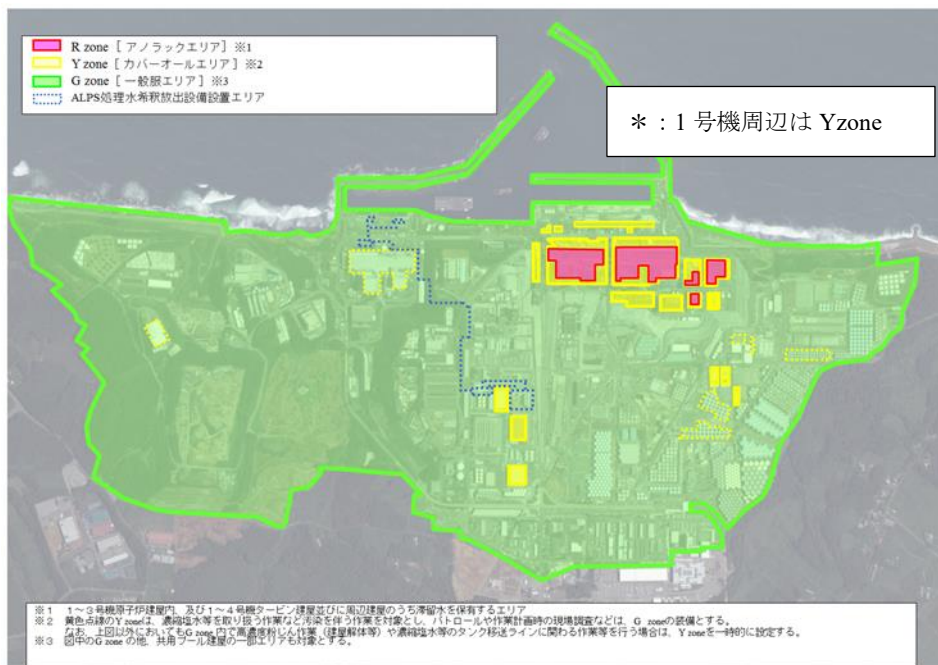 R zone [ アノラックエリア ] ※1
Y zone [ カバーオールエリア ] ※2
G zone [ 一般服エリア ] ※3
ALPS処理水希釈放出設備設置エリア
＊：1 号機周辺は Yzone
※1 1～3号機原子炉建屋内、及び1～4号機タービン建屋並びに周辺建屋のうち滞留水を保有するエリア
※2 黄色点線のY zoneは、濃縮塩水等を取り扱う作業など汚染を伴う作業を対象とし、パトロールや作業計画時の現場調査などは、G zoneの装備とする。
なお、上図以外においてもG zone 内で高濃度粉じん作業（建屋解体等）や濃縮塩水等のタンク移送ラインに関わる作業等を行う場合は、Y zoneを一時的に設定する。
※3 図中のG zone の他、共用プール建屋の一部エリアも対象とする。